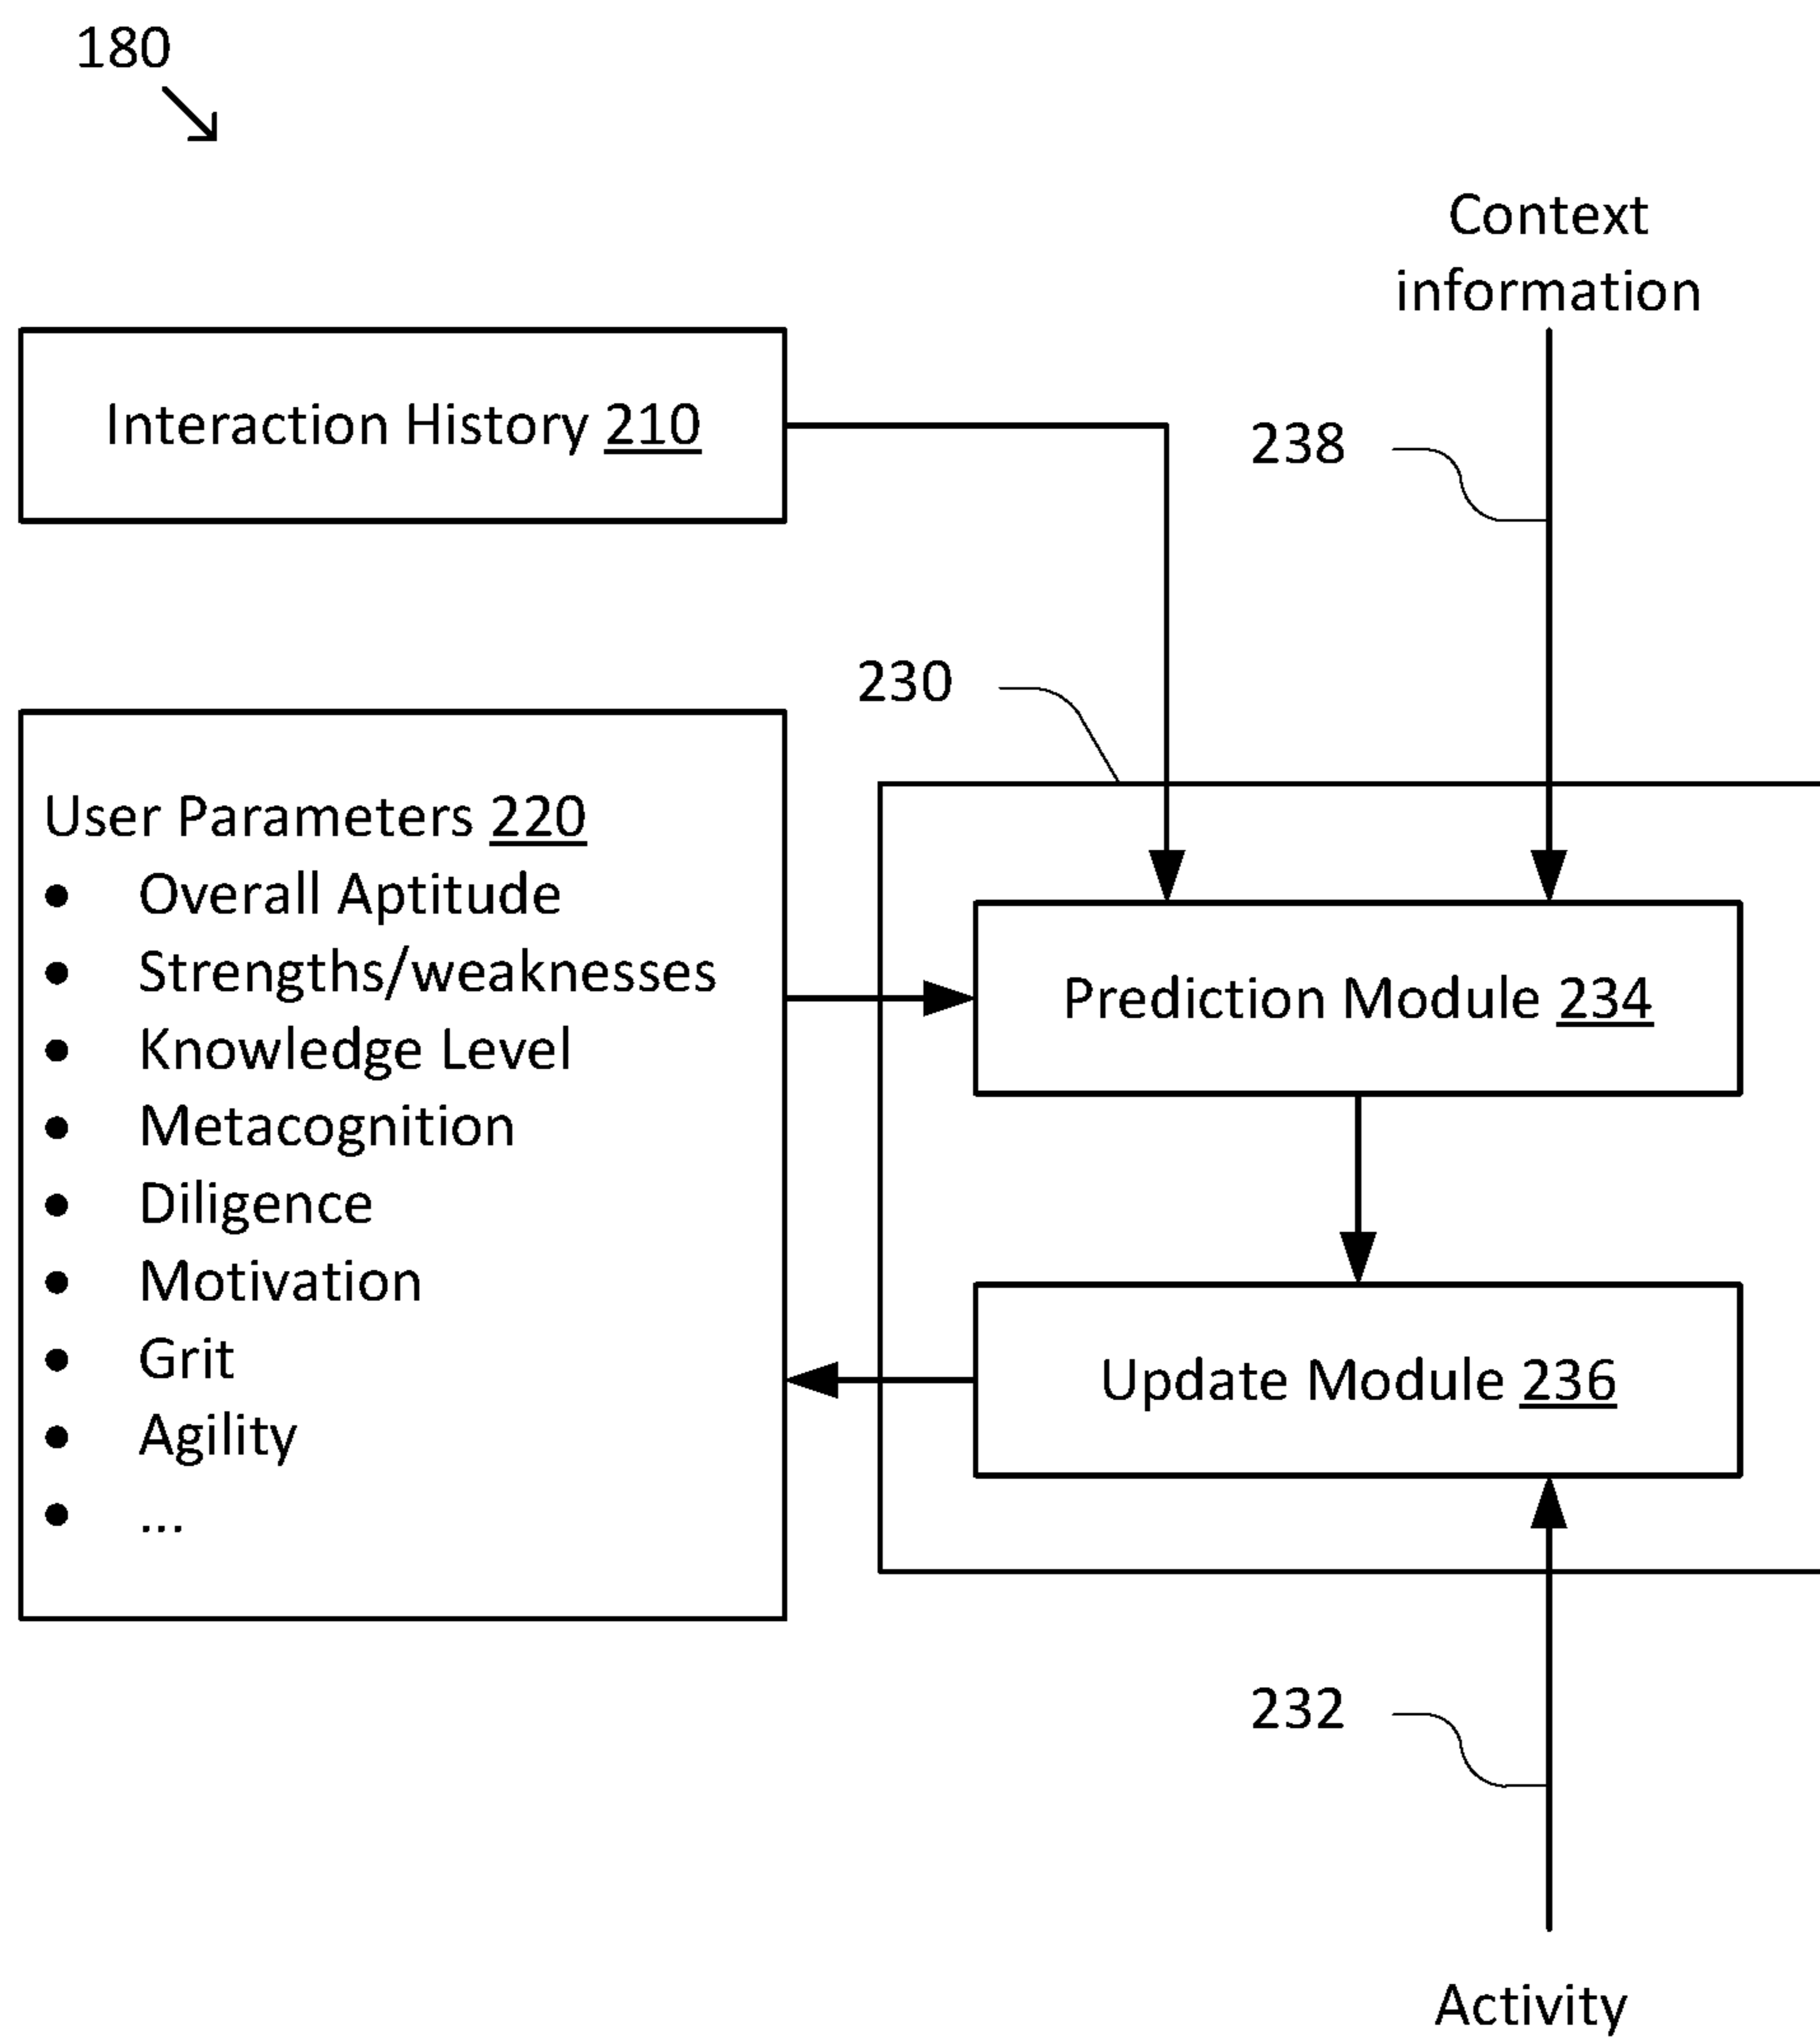 180
Context
information
Interaction History 210
238
230
User Parameters 220
• Overall Aptitude
• Strengths/weaknesses
• Knowledge Level
• Metacognition
• Diligence
• Motivation
• Grit
• Agility
• ...
Prediction Module 234
Update Module 236
232
Activity